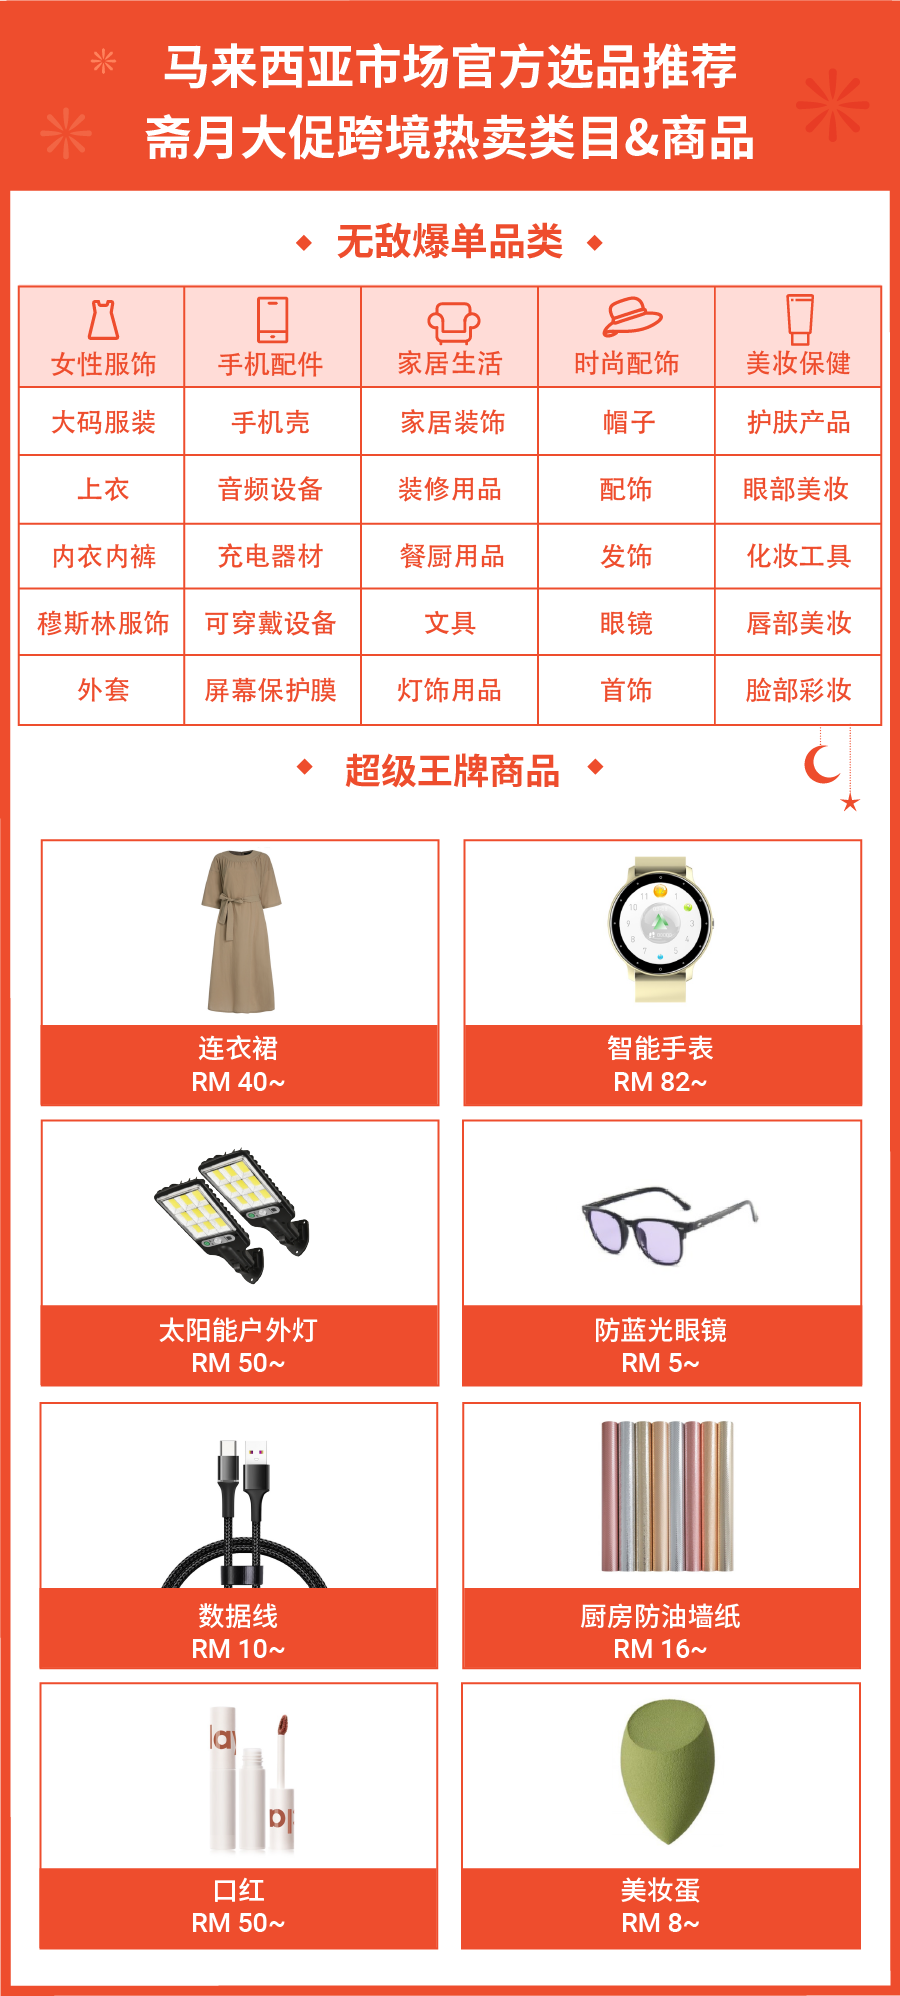 马来西亚市场官方选品推荐
斋月大促跨境热卖类目&商品
无敌爆单品类
女性服饰 手机配件 家居生活 时尚配饰 美妆保健
大码服装 手机壳 家居装饰 帽子 护肤产品
上衣 音频设备 装修用品 配饰 眼部美妆
内衣内裤 充电器材 餐厨用品 发饰 化妆工具
穆斯林服饰 可穿戴设备 文具 眼镜 唇部美妆
外套 屏幕保护膜 灯饰用品 首饰 脸部彩妆
超级王牌商品
连衣裙
RM 40~
智能手表
RM 82~
太阳能户外灯
RM 50~
防蓝光眼镜
RM 5~
数据线
RM 10~
厨房防油墙纸
RM 16~
口红
RM 50~
美妆蛋
RM 8~